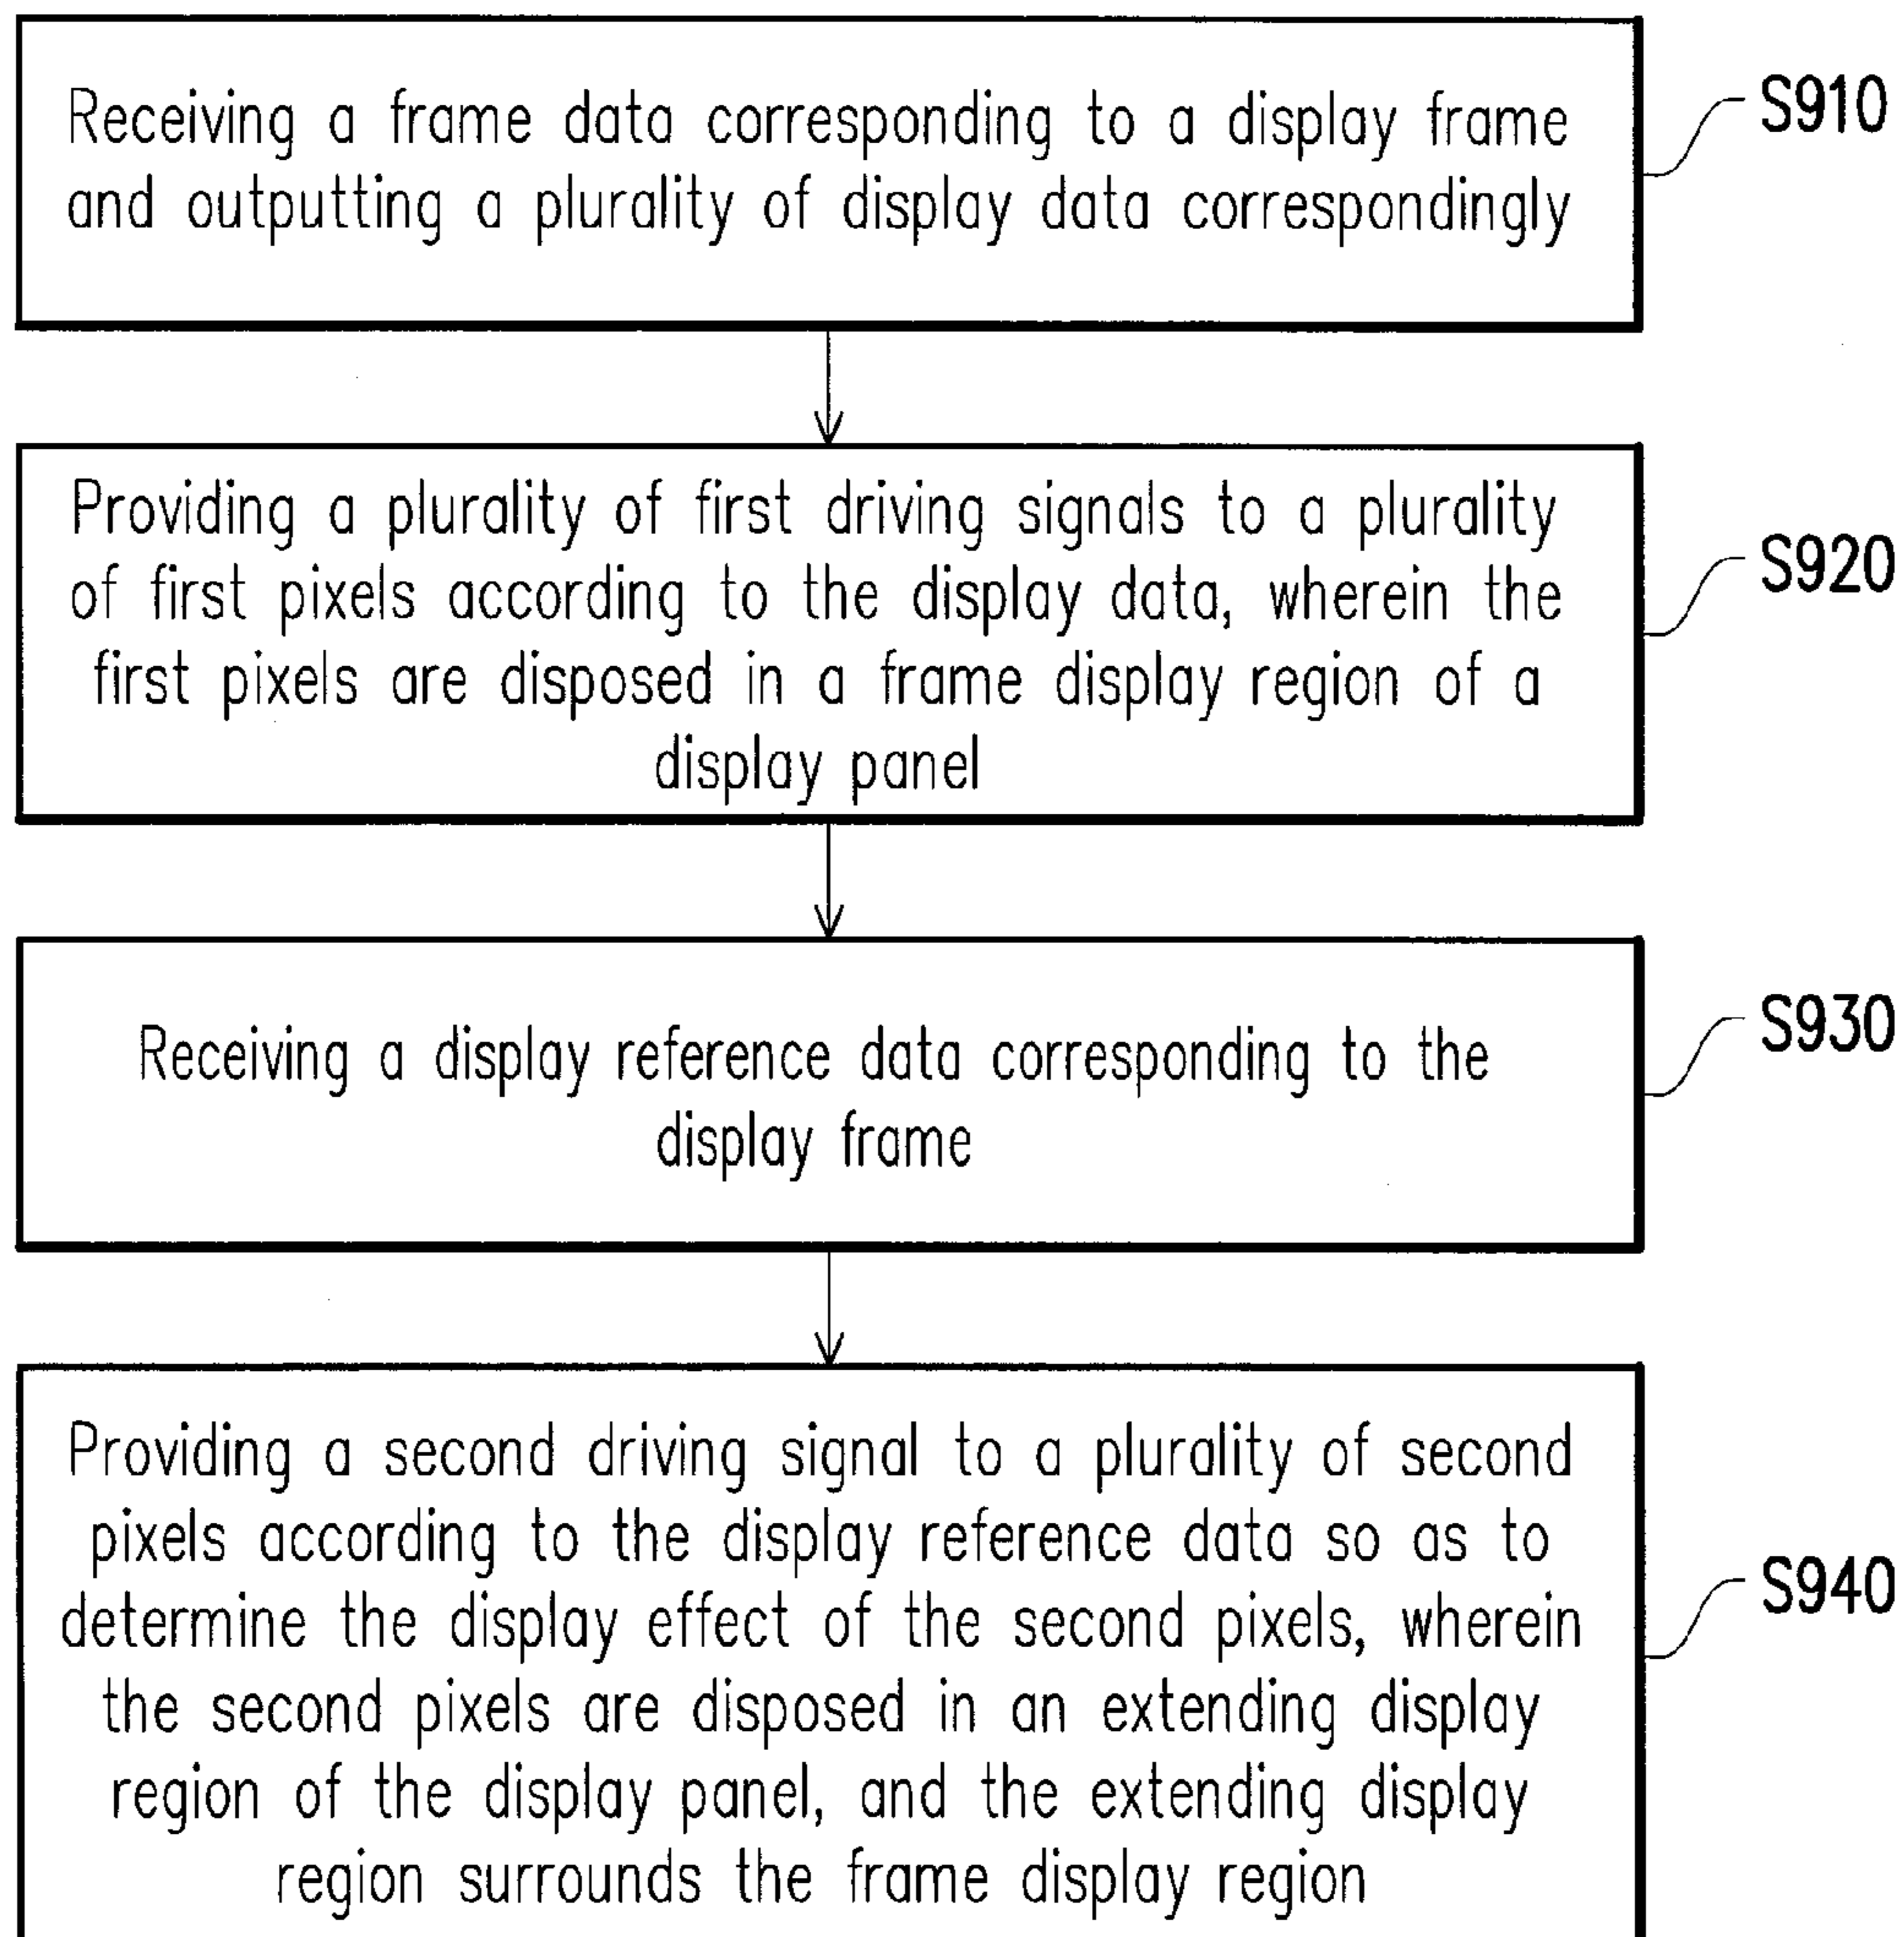 Receiving a frame data corresponding to a display frame
and outputting a plurality of display data correspondingly
S910
Providing a plurality of first driving signals to a plurality
of first pixels according to the display data, wherein the
first pixels are disposed in a frame display region of a
display panel
S920
Receiving a display reference data corresponding to the
display frame
S930
Providing a second driving signal to a plurality of second
pixels according to the display reference data so as to
determine the display effect of the second pixels, wherein
the second pixels are disposed in an extending display
region of the display panel, and the extending display
region surrounds the frame display region
S940